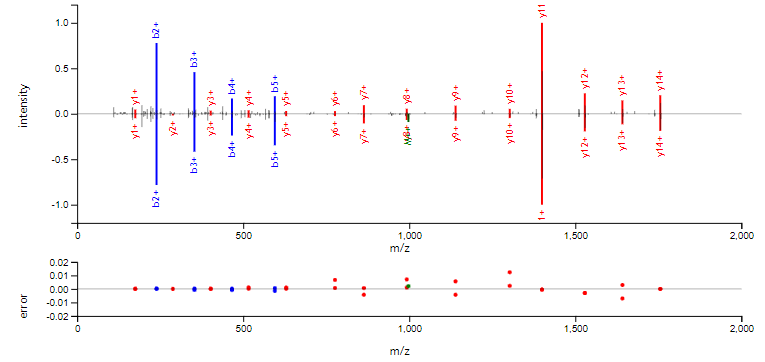 1.0
0.5
0.0
-0.5
-1.0
intensity
y1+ b2+ b3+ y3+ b4+ y4+ b5+ y5+ y6+ y7+ y8+ y9+ y10+ y11 y12+ y13+ y14+
y1+ b2+ y2+ b3+ y3+ b4+ y4+ b5+ y5+ y6+ y7+ y8+ y9+ y10+ 1+ y12+ y13+ y14+
0 500 1,000 1,500 2,000
m/z
0.02
0.01
0.00
-0.01
-0.02
error
0 500 1,000 1,500 2,000
m/z